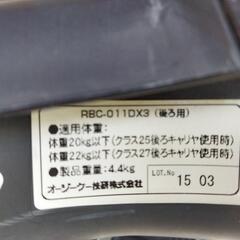 RBC-011DX3 (後ろ用)
●適用体重:
体重20kg以下(クラス25後ろキャリヤ使用時)
体重22kg以下(クラス27後ろキャリヤ使用時)
●製品重量:4.4kg
オージーケー技研株式会社
LOT.No 15 03